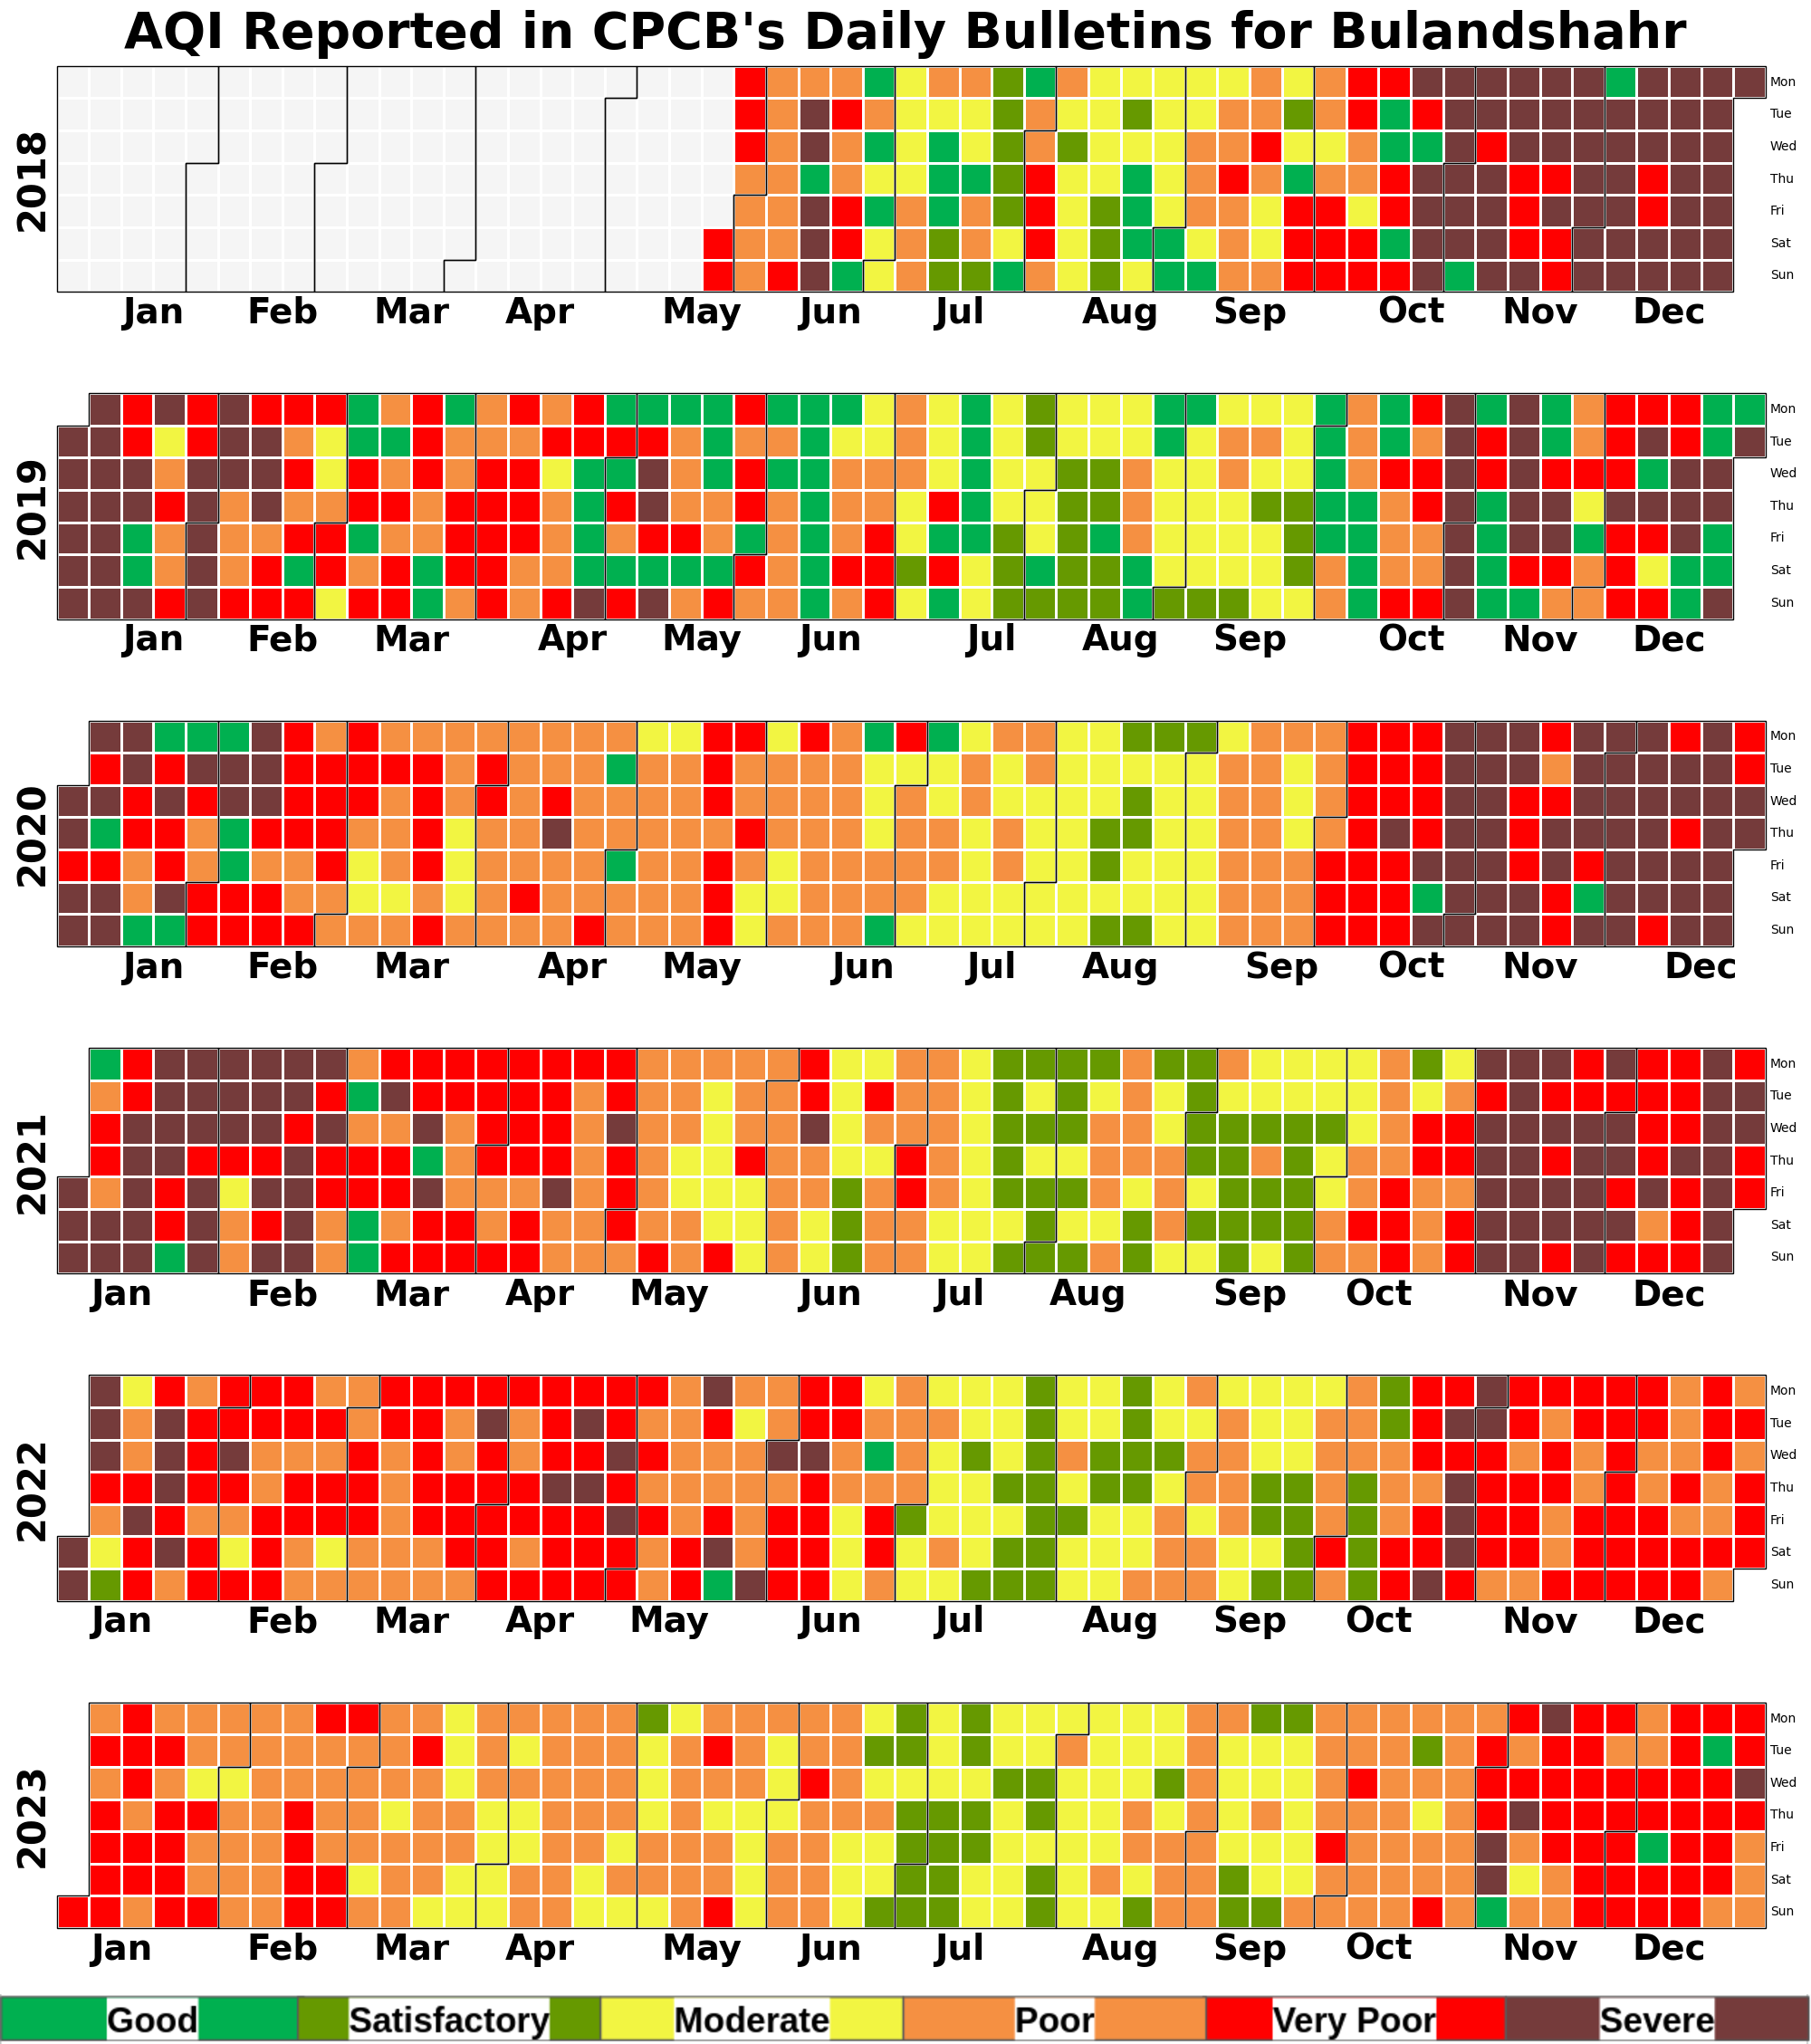 AQI Reported in CPCB's Daily Bulletins for Bulandshahr
2018
Mon
Tue
Wed
Thu
Fri
Sat
Sun
Jan Feb Mar Apr May Jun Jul Aug Sep Oct Nov Dec
2019
Mon
Tue
Wed
Thu
Fri
Sat
Sun
Jan Feb Mar Apr May Jun Jul Aug Sep Oct Nov Dec
2020
Mon
Tue
Wed
Thu
Fri
Sat
Sun
Jan Feb Mar Apr May Jun Jul Aug Sep Oct Nov Dec
2021
Mon
Tue
Wed
Thu
Fri
Sat
Sun
Jan Feb Mar Apr May Jun Jul Aug Sep Oct Nov Dec
2022
Mon
Tue
Wed
Thu
Fri
Sat
Sun
Jan Feb Mar Apr May Jun Jul Aug Sep Oct Nov Dec
2023
Mon
Tue
Wed
Thu
Fri
Sat
Sun
Jan Feb Mar Apr May Jun Jul Aug Sep Oct Nov Dec
Good Satisfactory Moderate Poor Very Poor Severe